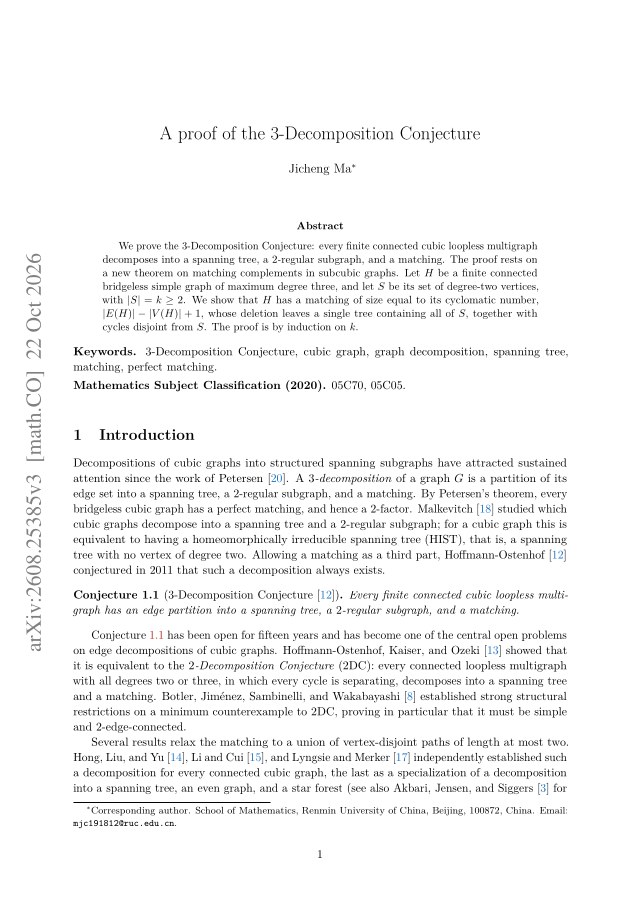 A proof of the 3-Decomposition Conjecture
Jicheng Ma*
Abstract
We prove the 3-Decomposition Conjecture: every finite connected cubic loopless multigraph
decomposes into a spanning tree, a 2-regular subgraph, and a matching. The proof rests on
a new theorem on matching complements in subcubic graphs. Let H be a finite connected
bridgeless simple graph of maximum degree three, and let S be its set of degree-two vertices,
with |S| = k ≥ 2. We show that H has a matching of size equal to its cyclomatic number,
|E(H)| − |V(H)| + 1, whose deletion leaves a single tree containing all of S, together with
cycles disjoint from S. The proof is by induction on k.
Keywords. 3-Decomposition Conjecture, cubic graph, graph decomposition, spanning tree,
matching, perfect matching.
Mathematics Subject Classification (2020). 05C70, 05C05.
1 Introduction
Decompositions of cubic graphs into structured spanning subgraphs have attracted sustained
attention since the work of Petersen [20]. A 3-decomposition of a graph G is a partition of its
edge set into a spanning tree, a 2-regular subgraph, and a matching. By Petersen's theorem, every
bridgeless cubic graph has a perfect matching, and hence a 2-factor. Malkevitch [18] studied which
cubic graphs decompose into a spanning tree and a 2-regular subgraph; for a cubic graph this is
equivalent to having a homeomorphically irreducible spanning tree (HIST), that is, a spanning
tree with no vertex of degree two. Allowing a matching as a third part, Hoffmann-Ostenhof [12]
conjectured in 2011 that such a decomposition always exists.
Conjecture 1.1 (3-Decomposition Conjecture [12]). Every finite connected cubic loopless multi-
graph has an edge partition into a spanning tree, a 2-regular subgraph, and a matching.
Conjecture 1.1 has been open for fifteen years and has become one of the central open problems
on edge decompositions of cubic graphs. Hoffmann-Ostenhof, Kaiser, and Ozeki [13] showed that
it is equivalent to the 2-Decomposition Conjecture (2DC): every connected loopless multigraph
with all degrees two or three, in which every cycle is separating, decomposes into a spanning tree
and a matching. Botler, Jiménez, Sambinelli, and Wakabayashi [8] established strong structural
restrictions on a minimum counterexample to 2DC, proving in particular that it must be simple
and 2-edge-connected.
Several results relax the matching to a union of vertex-disjoint paths of length at most two.
Hong, Liu, and Yu [14], Li and Cui [15], and Lyngsie and Merker [17] independently established such
a decomposition for every connected cubic graph, the last as a specialization of a decomposition
into a spanning tree, an even graph, and a star forest (see also Akbari, Jensen, and Siggers [3] for
*Corresponding author. School of Mathematics, Renmin University of China, Beijing, 100872, China. Email:
mjc191812@ruc.edu.cn.
1
arXiv:2608.25385v3 [math.CO] 22 Oct 2026